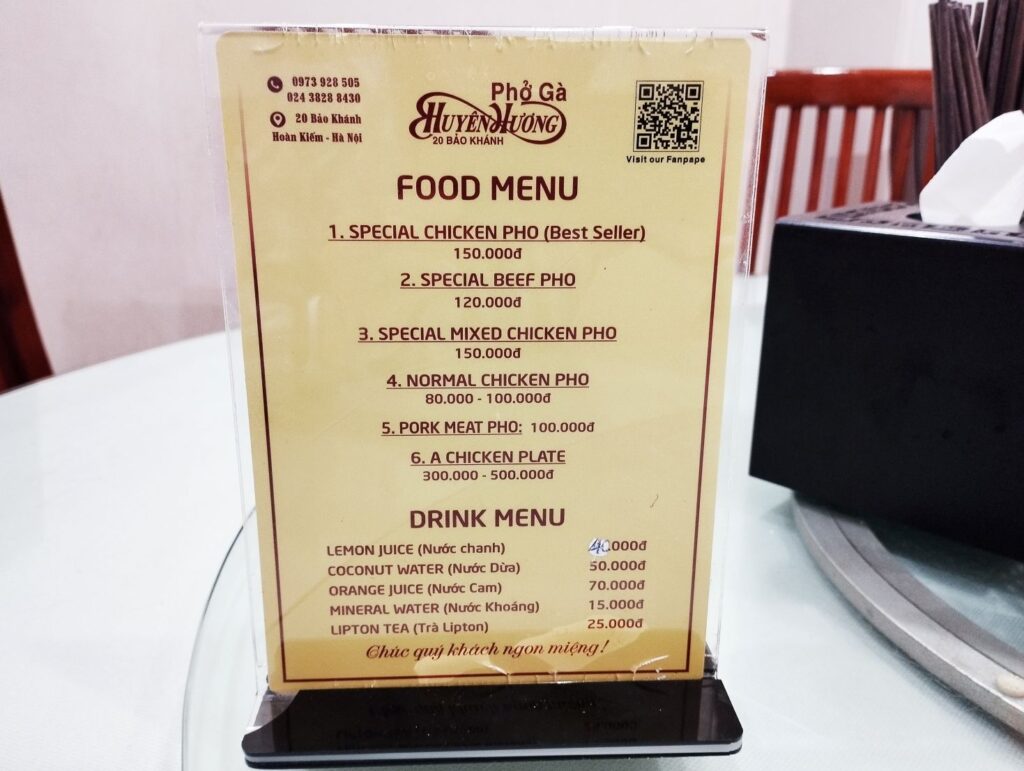 0973 928 505
024 3828 8430
20 Bảo Khánh
Hoàn Kiếm - Hà Nội
Phở Gà
HUYỀN HƯƠNG
20 BẢO KHÁNH
Visit our Fanpape
FOOD MENU
1. SPECIAL CHICKEN PHO (Best Seller)
150.000đ
2. SPECIAL BEEF PHO
120.000đ
3. SPECIAL MIXED CHICKEN PHO
150.000đ
4. NORMAL CHICKEN PHO
80.000 - 100.000đ
5. PORK MEAT PHO: 100.000đ
6. A CHICKEN PLATE
300.000 - 500.000đ
DRINK MENU
LEMON JUICE (Nước chanh) 40.000đ
COCONUT WATER (Nước Dừa) 50.000đ
ORANGE JUICE (Nước Cam) 70.000đ
MINERAL WATER (Nước Khoáng) 15.000đ
LIPTON TEA (Trà Lipton) 25.000đ
Chúc quý khách ngon miệng!